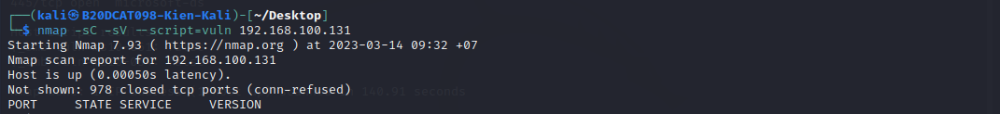 ┌──(kali㉿B20DCAT098-Kien-Kali)-[~/Desktop]
└─$ nmap -sC -sV --script=vuln 192.168.100.131
Starting Nmap 7.93 ( https://nmap.org ) at 2023-03-14 09:32 +07
Nmap scan report for 192.168.100.131
Host is up (0.00050s latency).
Not shown: 978 closed tcp ports (conn-refused)
PORT     STATE SERVICE     VERSION